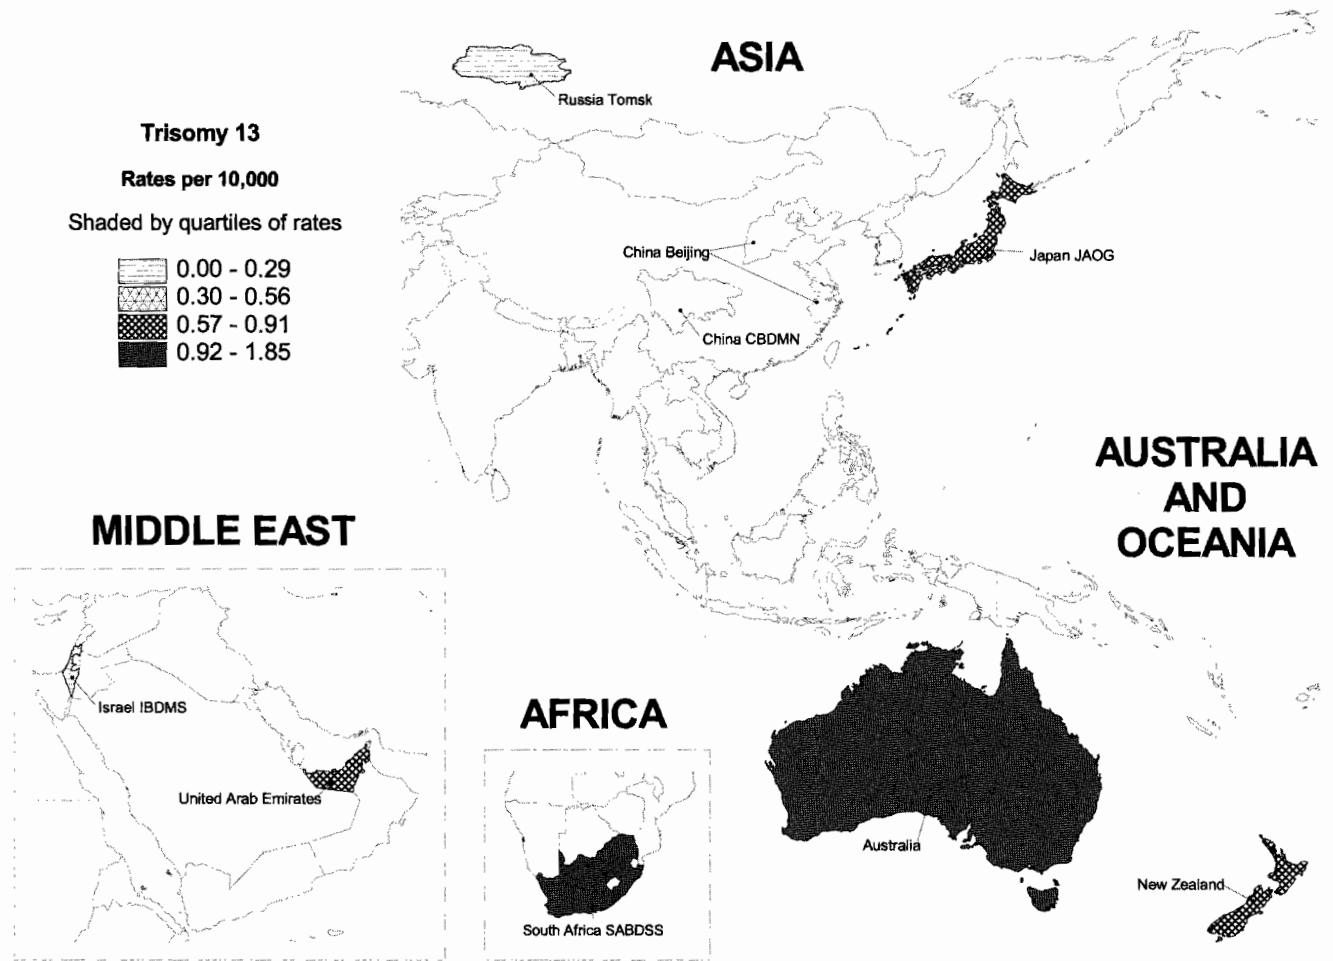 ASIA
Russia Tomsk
Trisomy 13
Rates per 10,000
Shaded by quartiles of rates
0.00 - 0.29
0.30 - 0.56
0.57 - 0.91
0.92 - 1.85
China Beijing
Japan JAOG
China CBDMN
AUSTRALIA
AND
OCEANIA
MIDDLE EAST
Israel IBDMS
United Arab Emirates
AFRICA
South Africa SABDSS
Australia
New Zealand